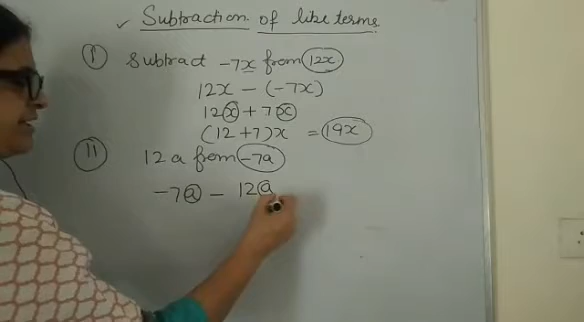 ✓ Subtraction of like terms.
I Subtract -7x from 12x
12x - (-7x)
12x + 7x
(12+7)x = 19x
II 12a from -7a
-7a - 12a